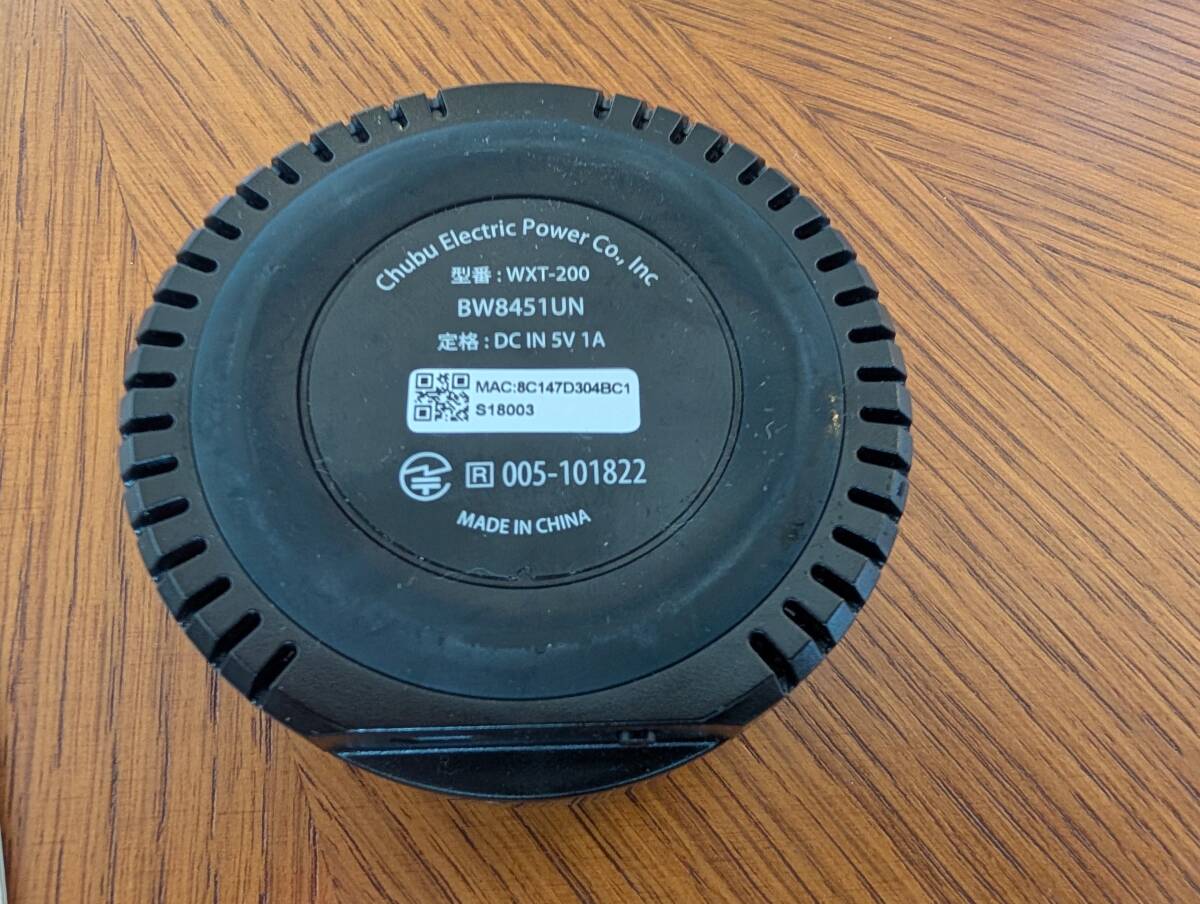 Chubu Electric Power Co., Inc
型番 : WXT-200
BW8451UN
定格 : DC IN 5V 1A
MAC:8C147D304BC1
S18003
R 005-101822
MADE IN CHINA